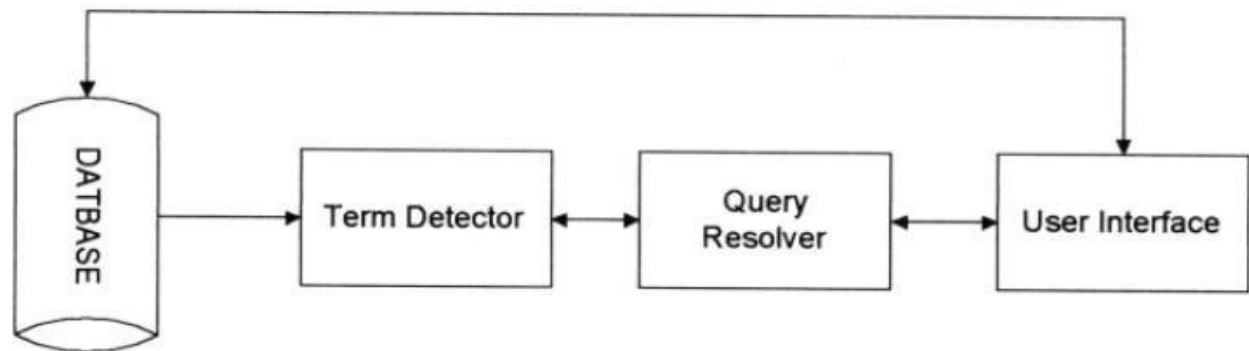 DATBASE
Term Detector
Query
Resolver
User Interface